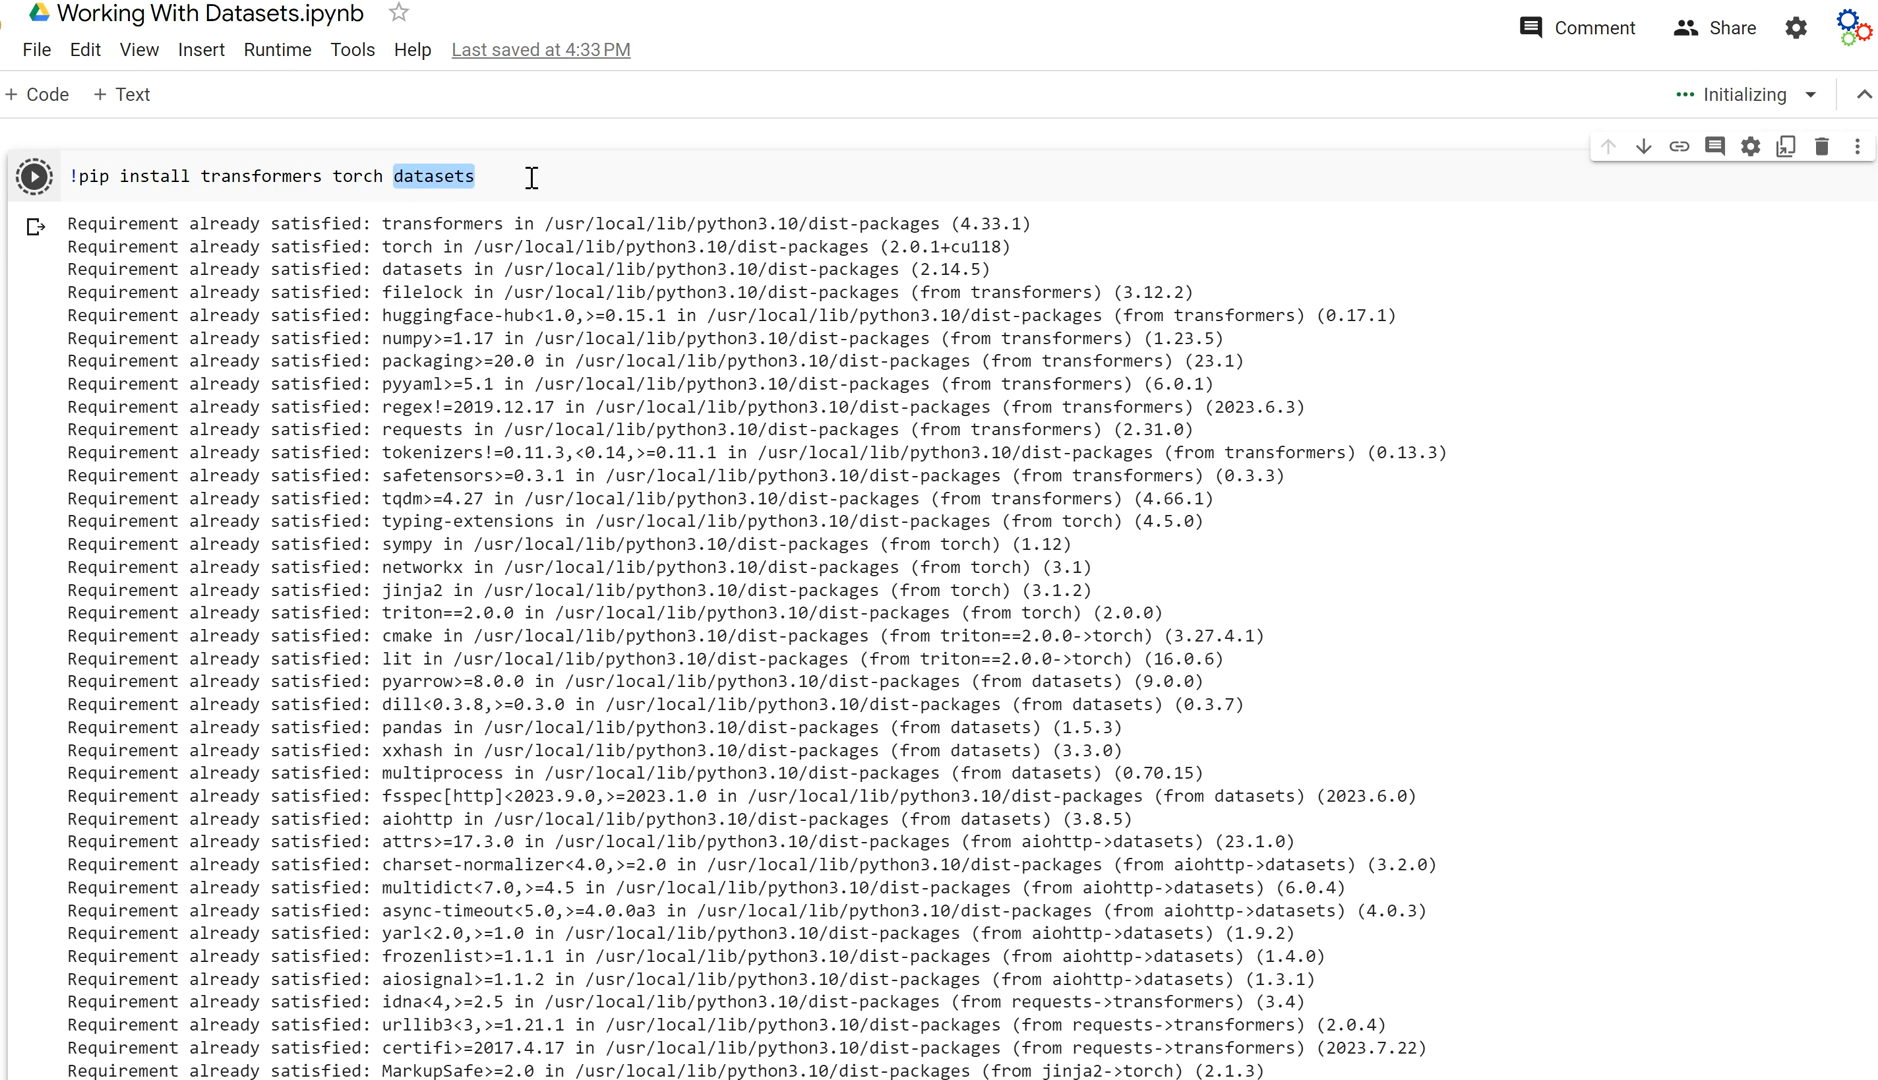 Working With Datasets.ipynb
Comment
Share
File Edit View Insert Runtime Tools Help Last saved at 4:33 PM
+ Code + Text
Initializing
!pip install transformers torch datasets
Requirement already satisfied: transformers in /usr/local/lib/python3.10/dist-packages (4.33.1)
Requirement already satisfied: torch in /usr/local/lib/python3.10/dist-packages (2.0.1+cu118)
Requirement already satisfied: datasets in /usr/local/lib/python3.10/dist-packages (2.14.5)
Requirement already satisfied: filelock in /usr/local/lib/python3.10/dist-packages (from transformers) (3.12.2)
Requirement already satisfied: huggingface-hub<1.0,>=0.15.1 in /usr/local/lib/python3.10/dist-packages (from transformers) (0.17.1)
Requirement already satisfied: numpy>=1.17 in /usr/local/lib/python3.10/dist-packages (from transformers) (1.23.5)
Requirement already satisfied: packaging>=20.0 in /usr/local/lib/python3.10/dist-packages (from transformers) (23.1)
Requirement already satisfied: pyyaml>=5.1 in /usr/local/lib/python3.10/dist-packages (from transformers) (6.0.1)
Requirement already satisfied: regex!=2019.12.17 in /usr/local/lib/python3.10/dist-packages (from transformers) (2023.6.3)
Requirement already satisfied: requests in /usr/local/lib/python3.10/dist-packages (from transformers) (2.31.0)
Requirement already satisfied: tokenizers!=0.11.3,<0.14,>=0.11.1 in /usr/local/lib/python3.10/dist-packages (from transformers) (0.13.3)
Requirement already satisfied: safetensors>=0.3.1 in /usr/local/lib/python3.10/dist-packages (from transformers) (0.3.3)
Requirement already satisfied: tqdm>=4.27 in /usr/local/lib/python3.10/dist-packages (from transformers) (4.66.1)
Requirement already satisfied: typing-extensions in /usr/local/lib/python3.10/dist-packages (from torch) (4.5.0)
Requirement already satisfied: sympy in /usr/local/lib/python3.10/dist-packages (from torch) (1.12)
Requirement already satisfied: networkx in /usr/local/lib/python3.10/dist-packages (from torch) (3.1)
Requirement already satisfied: jinja2 in /usr/local/lib/python3.10/dist-packages (from torch) (3.1.2)
Requirement already satisfied: triton==2.0.0 in /usr/local/lib/python3.10/dist-packages (from torch) (2.0.0)
Requirement already satisfied: cmake in /usr/local/lib/python3.10/dist-packages (from triton==2.0.0->torch) (3.27.4.1)
Requirement already satisfied: lit in /usr/local/lib/python3.10/dist-packages (from triton==2.0.0->torch) (16.0.6)
Requirement already satisfied: pyarrow>=8.0.0 in /usr/local/lib/python3.10/dist-packages (from datasets) (9.0.0)
Requirement already satisfied: dill<0.3.8,>=0.3.0 in /usr/local/lib/python3.10/dist-packages (from datasets) (0.3.7)
Requirement already satisfied: pandas in /usr/local/lib/python3.10/dist-packages (from datasets) (1.5.3)
Requirement already satisfied: xxhash in /usr/local/lib/python3.10/dist-packages (from datasets) (3.3.0)
Requirement already satisfied: multiprocess in /usr/local/lib/python3.10/dist-packages (from datasets) (0.70.15)
Requirement already satisfied: fsspec[http]<2023.9.0,>=2023.1.0 in /usr/local/lib/python3.10/dist-packages (from datasets) (2023.6.0)
Requirement already satisfied: aiohttp in /usr/local/lib/python3.10/dist-packages (from datasets) (3.8.5)
Requirement already satisfied: attrs>=17.3.0 in /usr/local/lib/python3.10/dist-packages (from aiohttp->datasets) (23.1.0)
Requirement already satisfied: charset-normalizer<4.0,>=2.0 in /usr/local/lib/python3.10/dist-packages (from aiohttp->datasets) (3.2.0)
Requirement already satisfied: multidict<7.0,>=4.5 in /usr/local/lib/python3.10/dist-packages (from aiohttp->datasets) (6.0.4)
Requirement already satisfied: async-timeout<5.0,>=4.0.0a3 in /usr/local/lib/python3.10/dist-packages (from aiohttp->datasets) (4.0.3)
Requirement already satisfied: yarl<2.0,>=1.0 in /usr/local/lib/python3.10/dist-packages (from aiohttp->datasets) (1.9.2)
Requirement already satisfied: frozenlist>=1.1.1 in /usr/local/lib/python3.10/dist-packages (from aiohttp->datasets) (1.4.0)
Requirement already satisfied: aiosignal>=1.1.2 in /usr/local/lib/python3.10/dist-packages (from aiohttp->datasets) (1.3.1)
Requirement already satisfied: idna<4,>=2.5 in /usr/local/lib/python3.10/dist-packages (from requests->transformers) (3.4)
Requirement already satisfied: urllib3<3,>=1.21.1 in /usr/local/lib/python3.10/dist-packages (from requests->transformers) (2.0.4)
Requirement already satisfied: certifi>=2017.4.17 in /usr/local/lib/python3.10/dist-packages (from requests->transformers) (2023.7.22)
Requirement already satisfied: MarkupSafe>=2.0 in /usr/local/lib/python3.10/dist-packages (from jinja2->torch) (2.1.3)